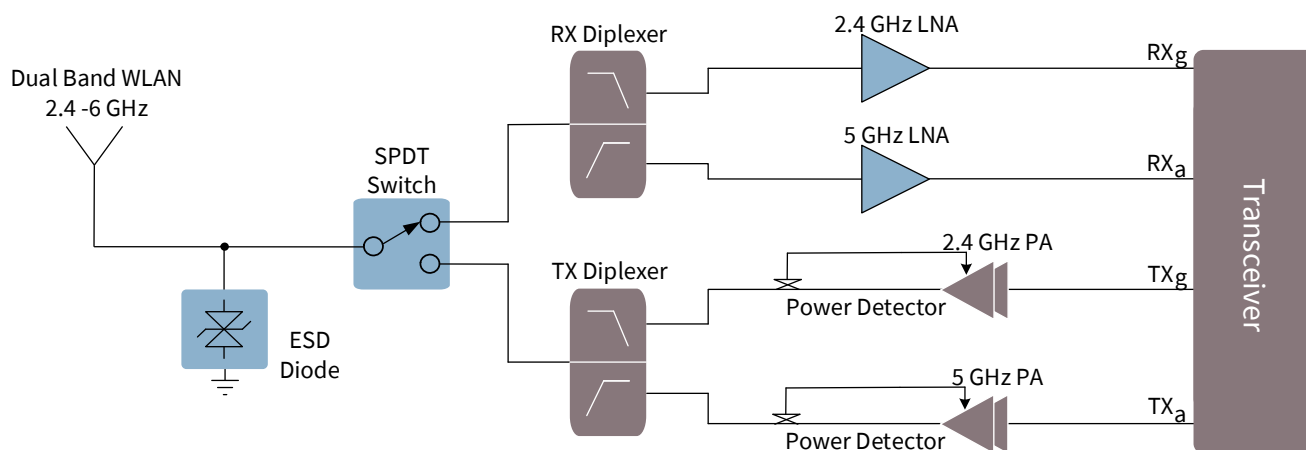 Dual Band WLAN
2.4 -6 GHz
SPDT
Switch
ESD
Diode
RX Diplexer
TX Diplexer
2.4 GHz LNA
5 GHz LNA
2.4 GHz PA
Power Detector
5 GHz PA
Power Detector
RXg
RXa
TXg
TXa
Transceiver